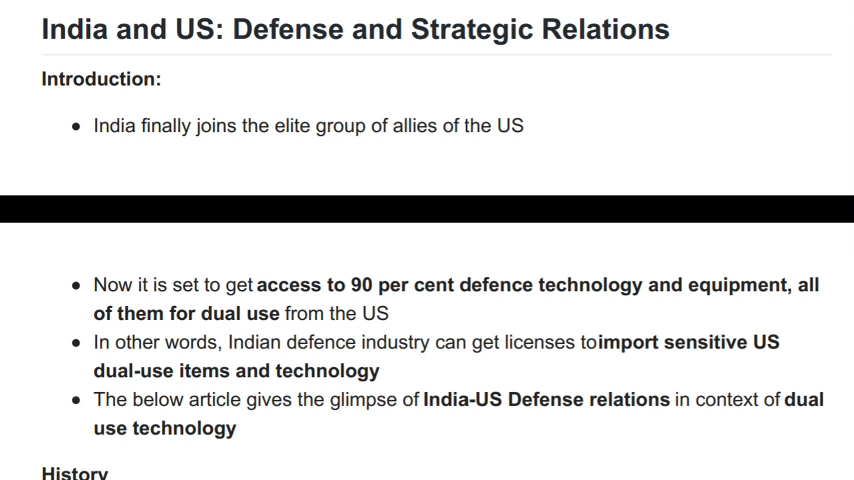 India and US: Defense and Strategic Relations
Introduction:
● India finally joins the elite group of allies of the US
● Now it is set to get access to 90 per cent defence technology and equipment, all
of them for dual use from the US
● In other words, Indian defence industry can get licenses to import sensitive US
dual-use items and technology
● The below article gives the glimpse of India-US Defense relations in context of dual
use technology
History